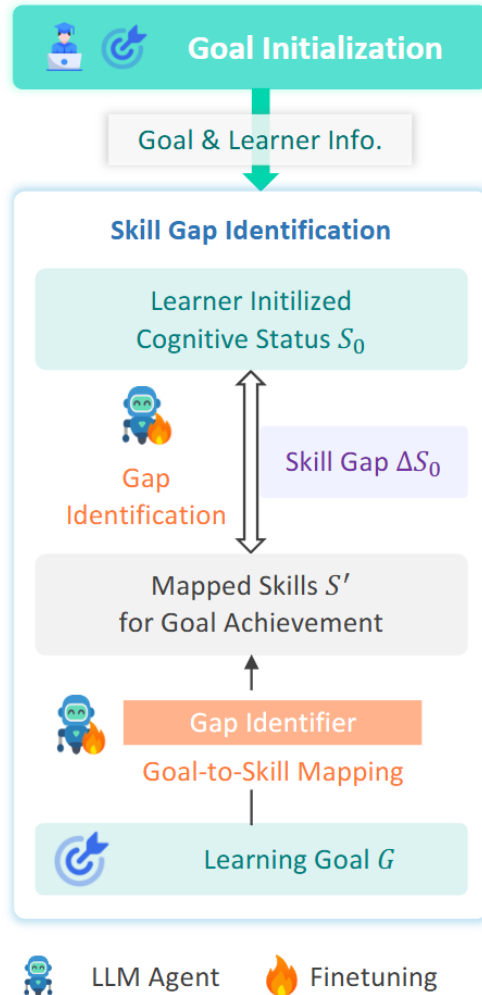 Goal Initialization
Goal & Learner Info.
Skill Gap Identification
Learner Initilized
Cognitive Status S₀
Gap
Identification
Skill Gap ΔS₀
Mapped Skills S′
for Goal Achievement
Gap Identifier
Goal-to-Skill Mapping
Learning Goal G
LLM Agent
Finetuning